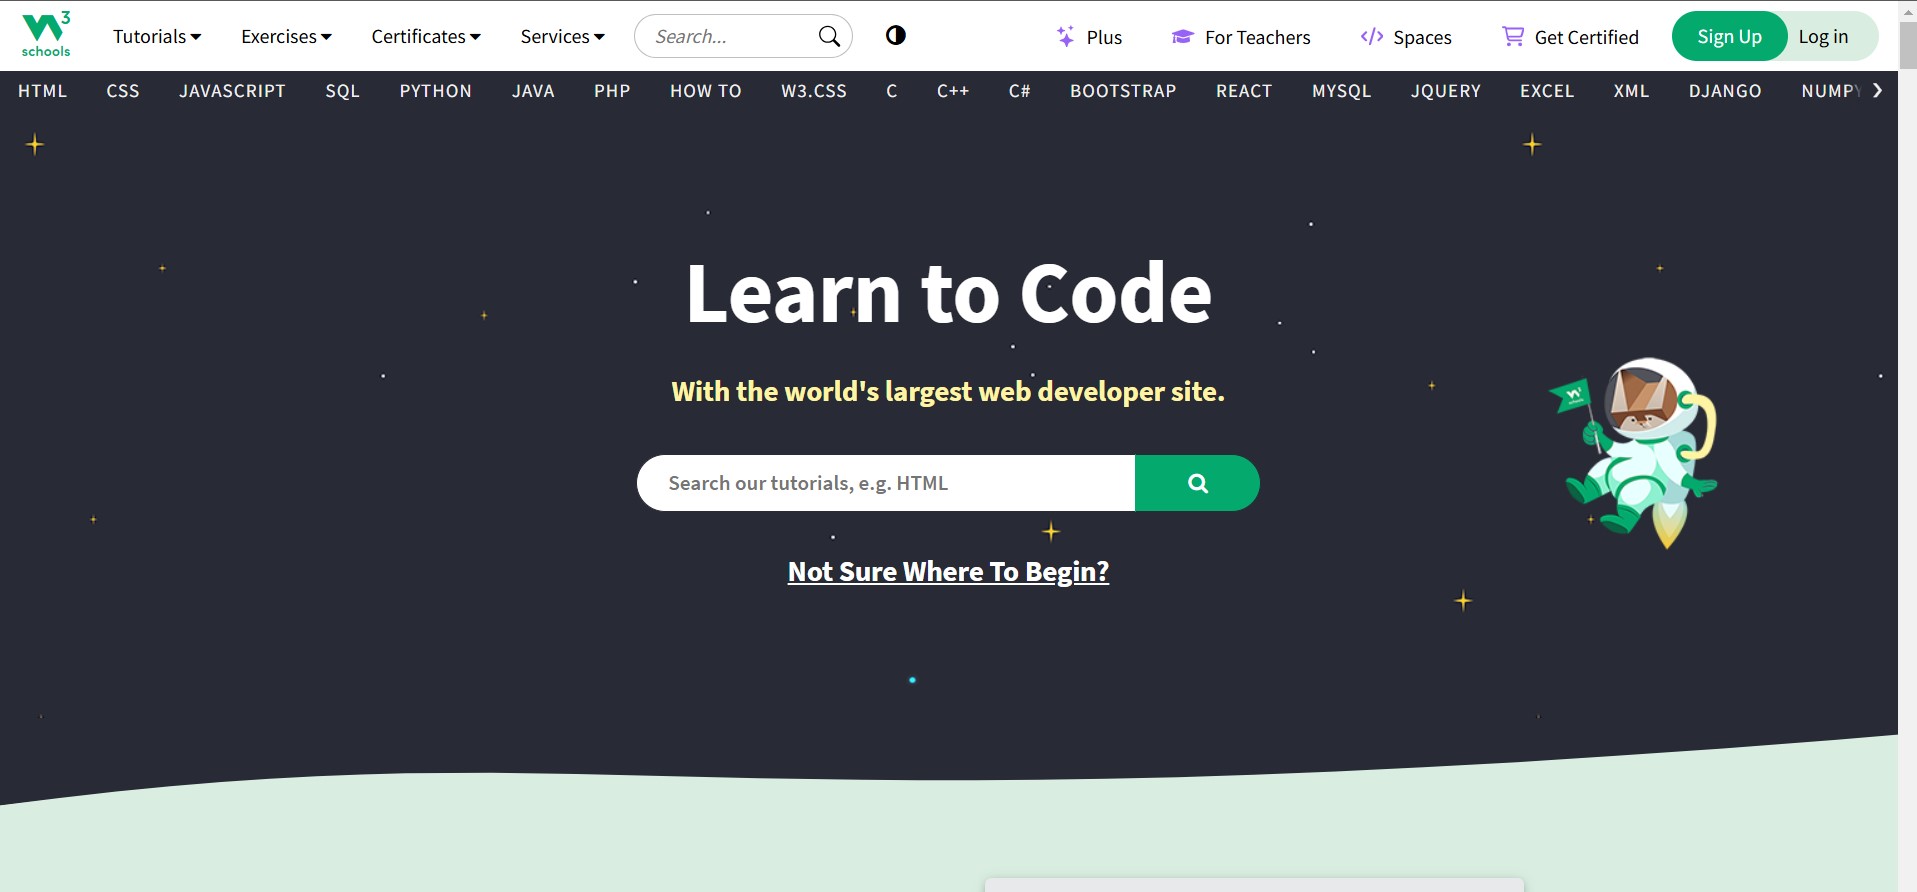 W3 schools
Tutorials Exercises Certificates Services Search... Plus For Teachers Spaces Get Certified Sign Up Log in
HTML CSS JAVASCRIPT SQL PYTHON JAVA PHP HOW TO W3.CSS C C++ C# BOOTSTRAP REACT MYSQL JQUERY EXCEL XML DJANGO NUMPY
Learn to Code
With the world's largest web developer site.
Search our tutorials, e.g. HTML
Not Sure Where To Begin?